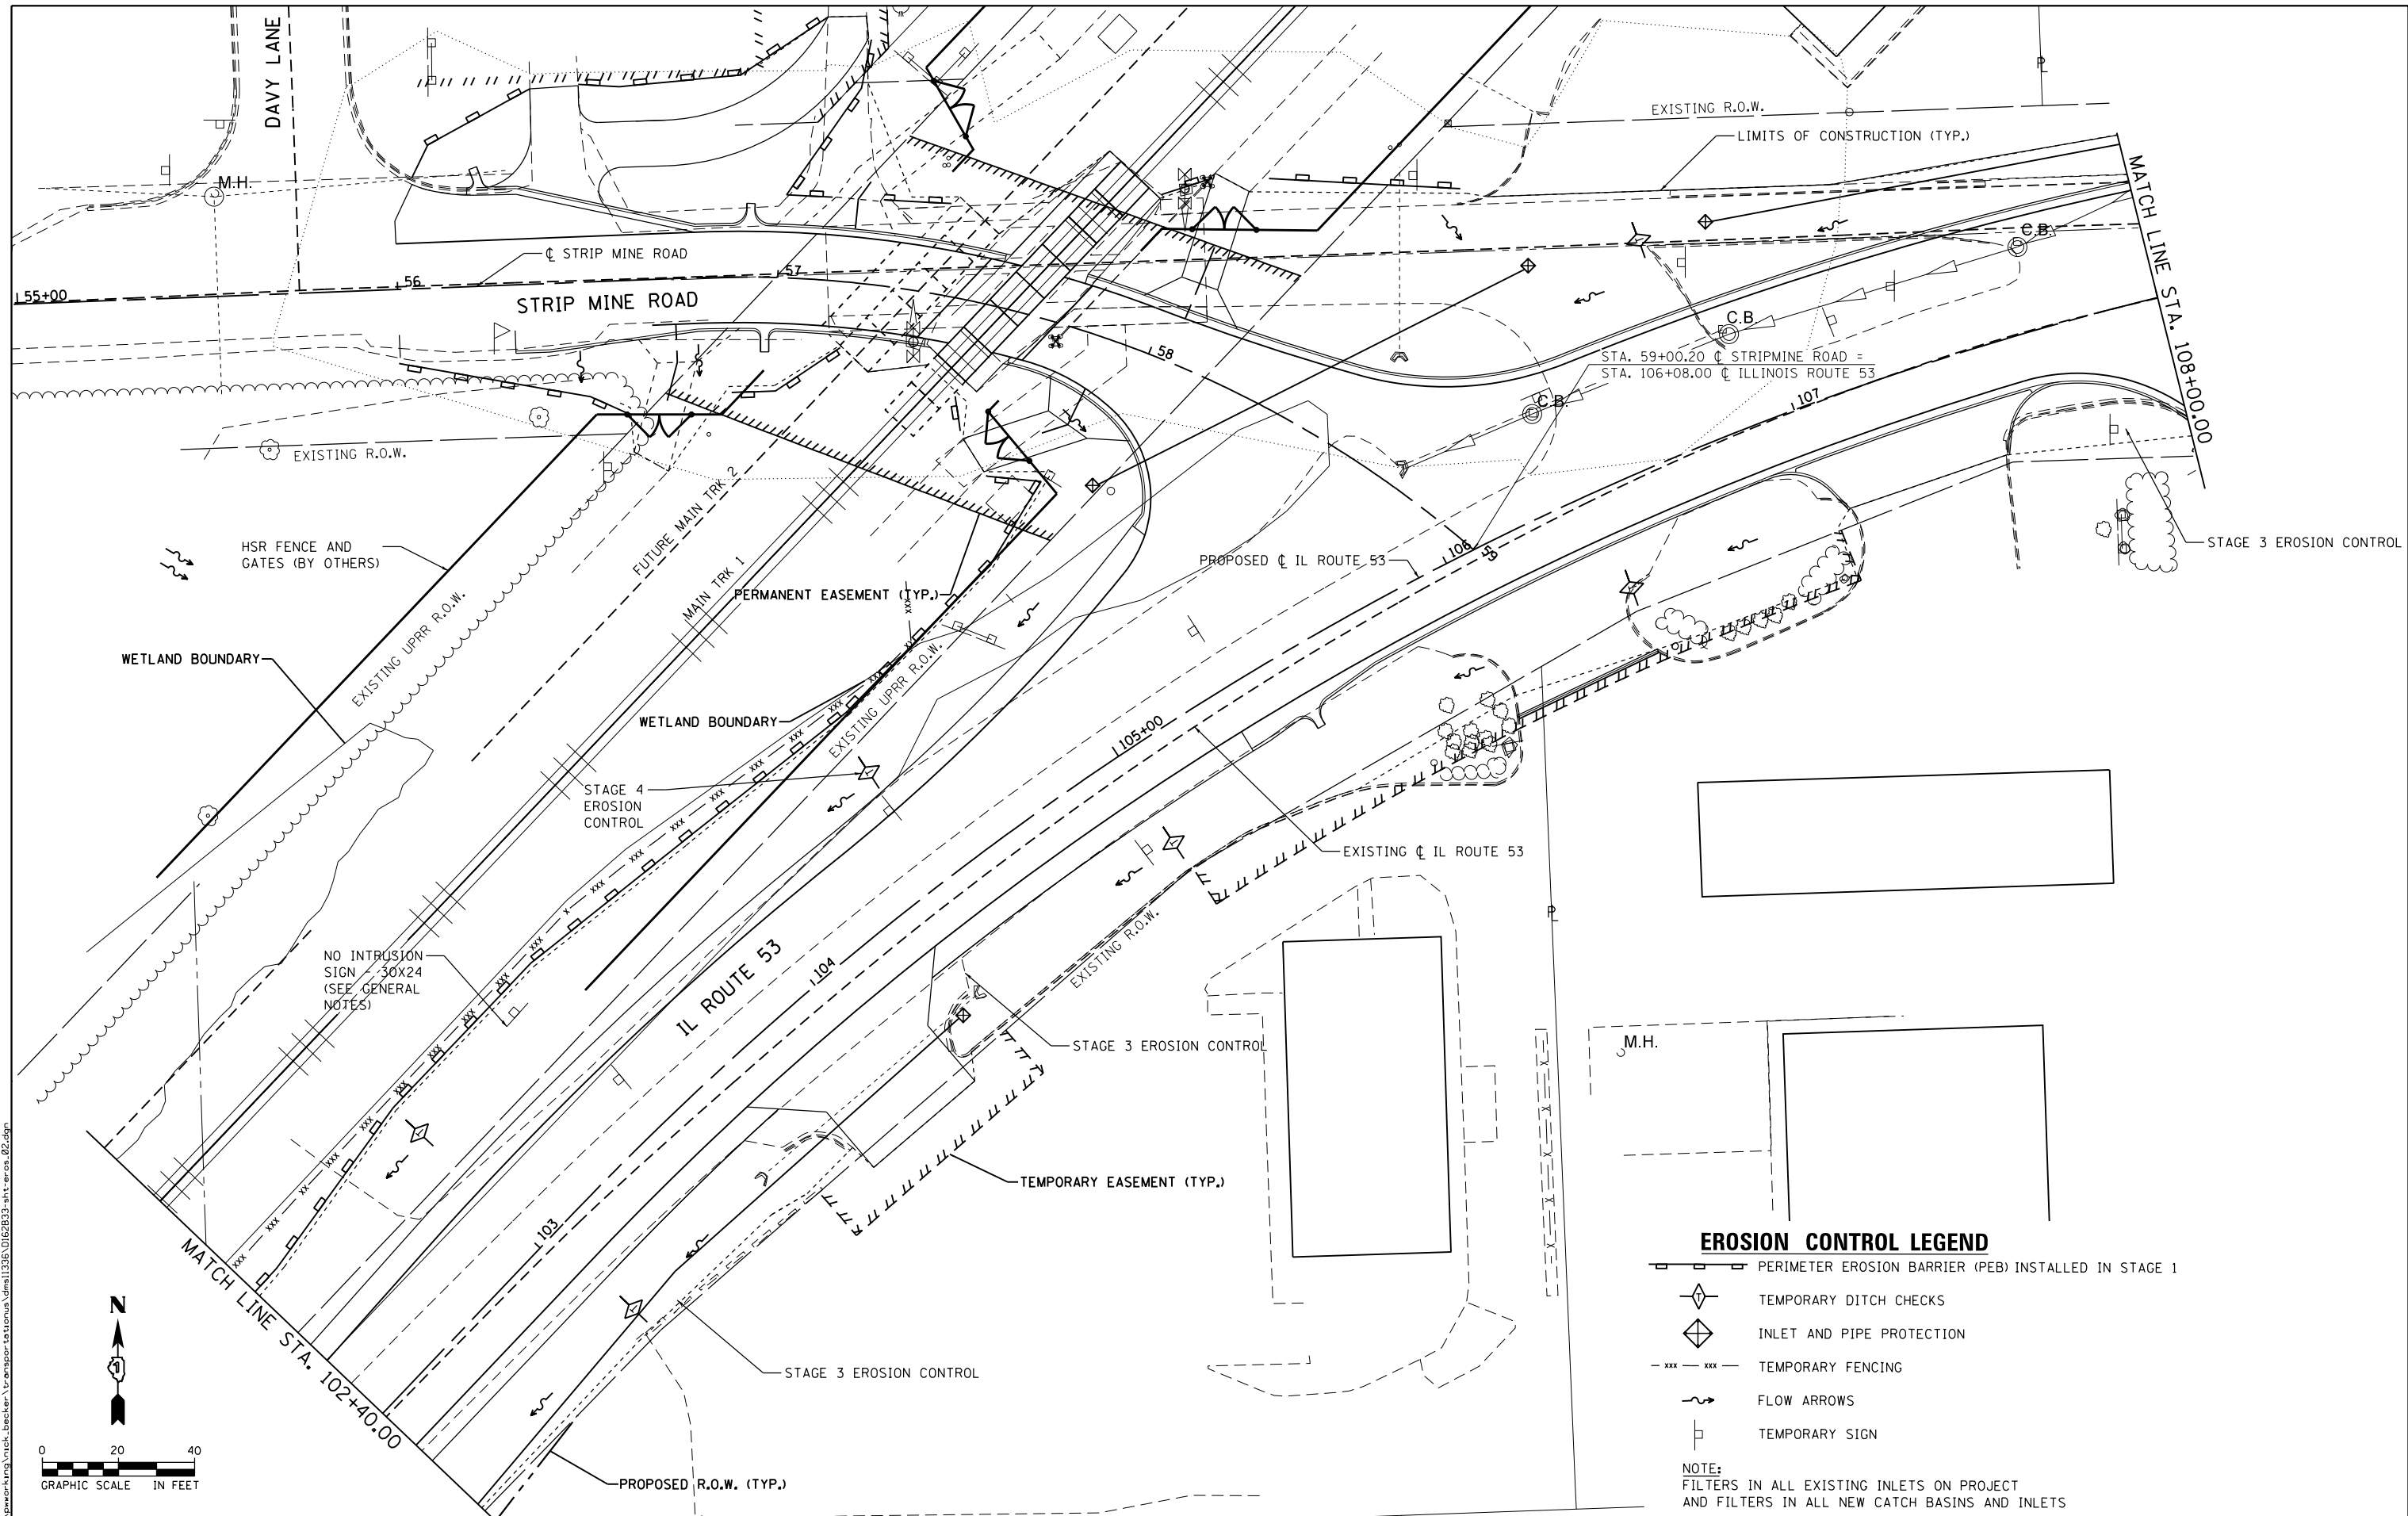 DAVY LANE
M.H.
EXISTING R.O.W.
LIMITS OF CONSTRUCTION (TYP.)
℄ STRIP MINE ROAD
55+00
56
57
STRIP MINE ROAD
58
C.B.
C.B.
C.B.
MATCH LINE STA. 108+00.00
STA. 59+00.20 ℄ STRIPMINE ROAD =
STA. 106+08.00 ℄ ILLINOIS ROUTE 53
107
EXISTING R.O.W.
FUTURE MAIN TRK 2
MAIN TRK 1
HSR FENCE AND
GATES (BY OTHERS)
PROPOSED ℄ IL ROUTE 53
106
59
STAGE 3 EROSION CONTROL
PERMANENT EASEMENT (TYP.)
EXISTING UPRR R.O.W.
WETLAND BOUNDARY
WETLAND BOUNDARY
EXISTING UPRR R.O.W.
105+00
STAGE 4
EROSION
CONTROL
EXISTING ℄ IL ROUTE 53
NO INTRUSION
SIGN - 30X24
(SEE GENERAL
NOTES)
IL ROUTE 53
104
EXISTING R.O.W.
STAGE 3 EROSION CONTROL
M.H.
TEMPORARY EASEMENT (TYP.)
103
MATCH LINE STA. 102+40.00
STAGE 3 EROSION CONTROL
PROPOSED R.O.W. (TYP.)
N
1
0 20 40
GRAPHIC SCALE IN FEET
EROSION CONTROL LEGEND
PERIMETER EROSION BARRIER (PEB) INSTALLED IN STAGE 1
T TEMPORARY DITCH CHECKS
INLET AND PIPE PROTECTION
xxx xxx TEMPORARY FENCING
FLOW ARROWS
TEMPORARY SIGN
NOTE:
FILTERS IN ALL EXISTING INLETS ON PROJECT
AND FILTERS IN ALL NEW CATCH BASINS AND INLETS